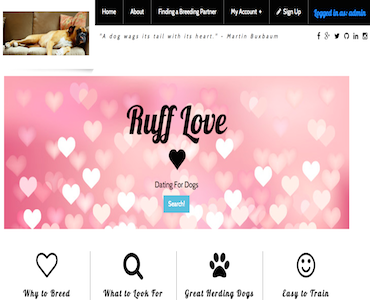 Home About Finding a Breeding Partner My Account + Sign Up Logged in as: admin
"A dog wags its tail with its heart." - Martin Buxbaum
Ruff Love
Dating For Dogs
Search!
Why to Breed What to Look For Great Herding Dogs Easy to Train